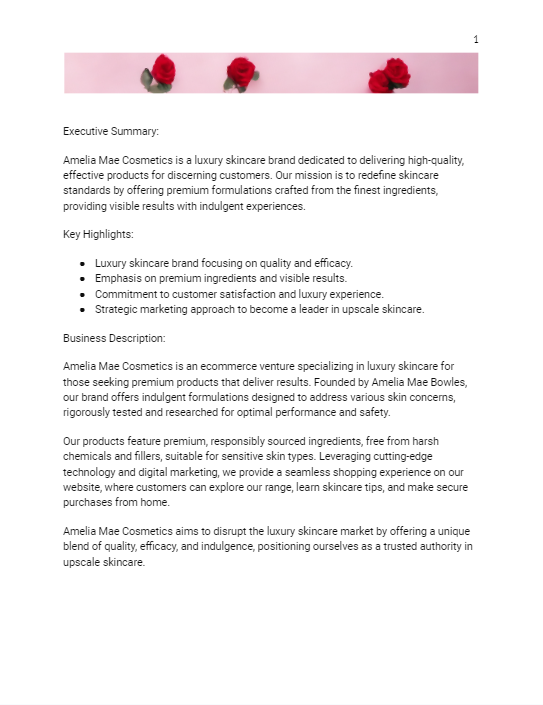 1
Executive Summary:
Amelia Mae Cosmetics is a luxury skincare brand dedicated to delivering high-quality,
effective products for discerning customers. Our mission is to redefine skincare
standards by offering premium formulations crafted from the finest ingredients,
providing visible results with indulgent experiences.
Key Highlights:
● Luxury skincare brand focusing on quality and efficacy.
● Emphasis on premium ingredients and visible results.
● Commitment to customer satisfaction and luxury experience.
● Strategic marketing approach to become a leader in upscale skincare.
Business Description:
Amelia Mae Cosmetics is an ecommerce venture specializing in luxury skincare for
those seeking premium products that deliver results. Founded by Amelia Mae Bowles,
our brand offers indulgent formulations designed to address various skin concerns,
rigorously tested and researched for optimal performance and safety.
Our products feature premium, responsibly sourced ingredients, free from harsh
chemicals and fillers, suitable for sensitive skin types. Leveraging cutting-edge
technology and digital marketing, we provide a seamless shopping experience on our
website, where customers can explore our range, learn skincare tips, and make secure
purchases from home.
Amelia Mae Cosmetics aims to disrupt the luxury skincare market by offering a unique
blend of quality, efficacy, and indulgence, positioning ourselves as a trusted authority in
upscale skincare.